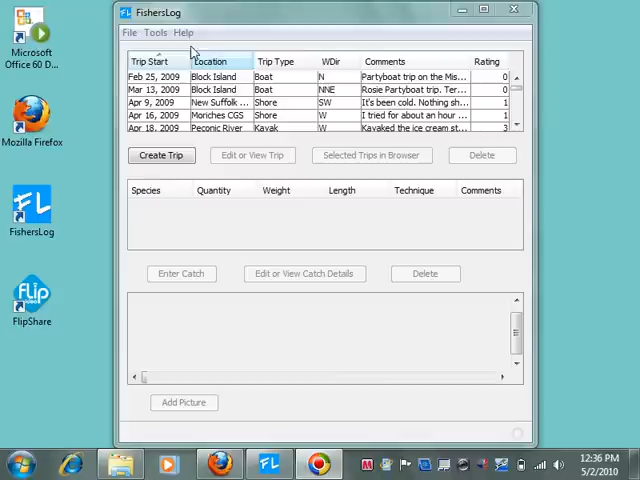 Microsoft
Office 60 D...
Mozilla Firefox
FL
FishersLog
flip
FlipShare
FL FishersLog
File Tools Help
Trip Start Location Trip Type WDir Comments Rating
Feb 25, 2009 Block Island Boat N Partyboat trip on the Mis... 0
Mar 13, 2009 Block Island Boat NNE Rosie Partyboat trip. Ter... 0
Apr 9, 2009 New Suffolk ... Shore SW It's been cold. Nothing sh... 1
Apr 16, 2009 Moriches CGS Shore W I tried for about an hour ... 1
Apr 18, 2009 Peconic River Kayak W Kayaked the ice cream st... 3
Create Trip Edit or View Trip Selected Trips in Browser Delete
Species Quantity Weight Length Technique Comments
Enter Catch Edit or View Catch Details Delete
Add Picture
FL
12:36 PM
5/2/2010